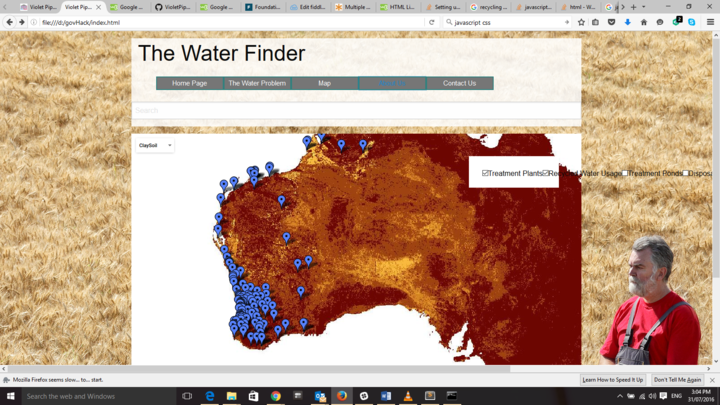 Violet Pip
Violet Pip...
Google ...
VioletPip...
Google ...
Foundat...
Edit fiddl...
Multiple ...
HTML Li...
Setting u...
recycling ...
javascript...
html - W...
file:///d:/govHack/index.html
javascript css
The Water Finder
Home Page The Water Problem Map Contact Us
Search
ClaySoil
Treatment Plants Recycled Water Usage Treatment Ponds Disposa
Mozilla Firefox seems slow... to... start. Learn How to Speed It Up Don't Tell Me Again
Search the web and Windows
ENG
3:04 PM
31/07/2016